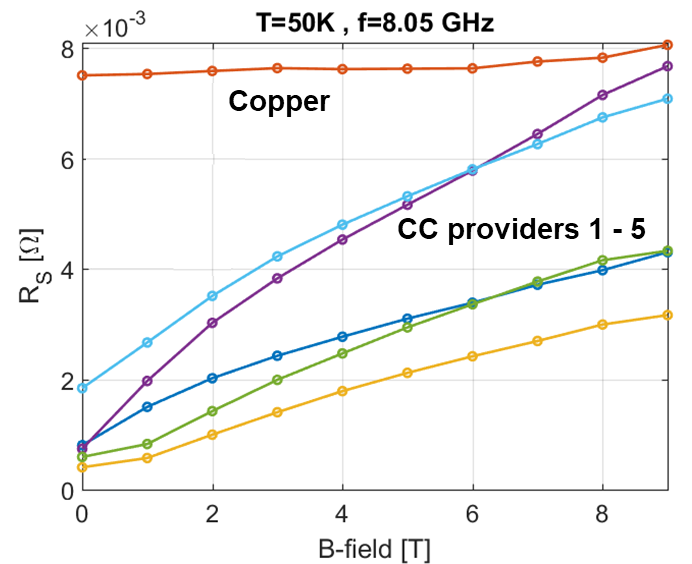 T=50K , f=8.05 GHz
×10⁻³
8
6
4
2
0
Copper
CC providers 1 - 5
R_S [Ω]
0 2 4 6 8
B-field [T]